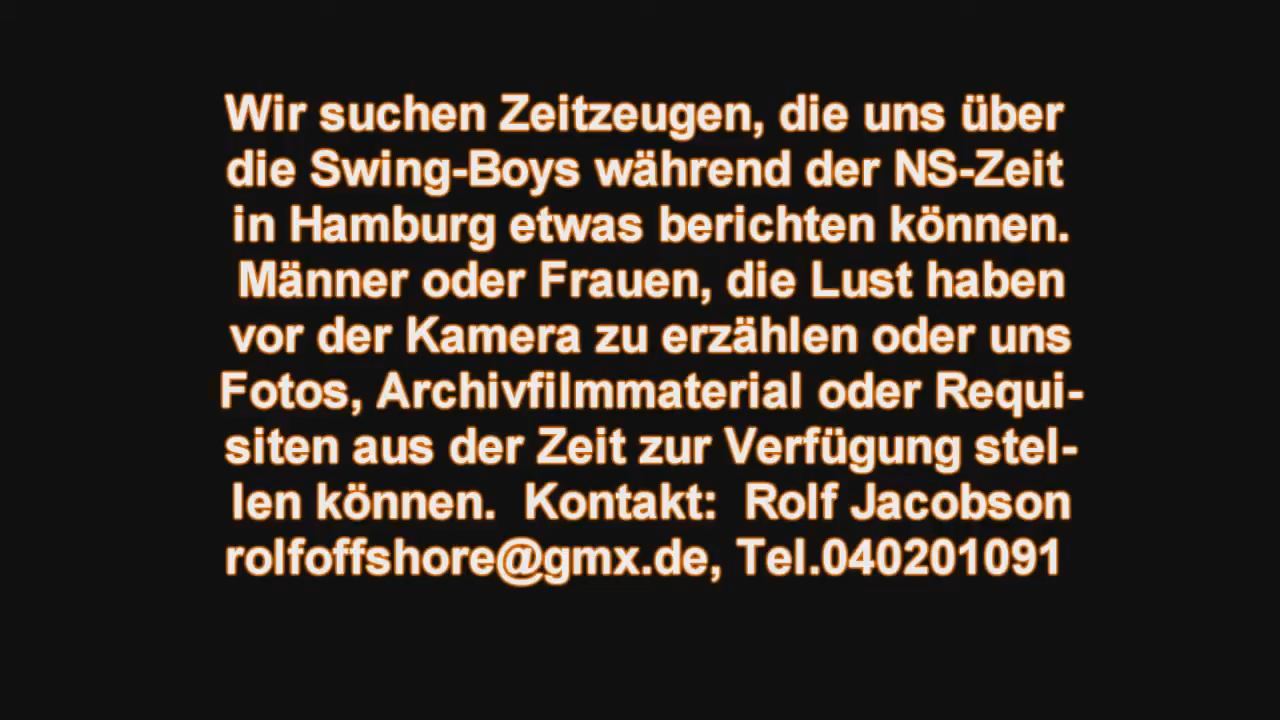 Wir suchen Zeitzeugen, die uns über
die Swing-Boys während der NS-Zeit
in Hamburg etwas berichten können.
Männer oder Frauen, die Lust haben
vor der Kamera zu erzählen oder uns
Fotos, Archivfilmmaterial oder Requi-
siten aus der Zeit zur Verfügung stel-
len können.  Kontakt:  Rolf Jacobson
rolfoffshore@gmx.de, Tel.040201091